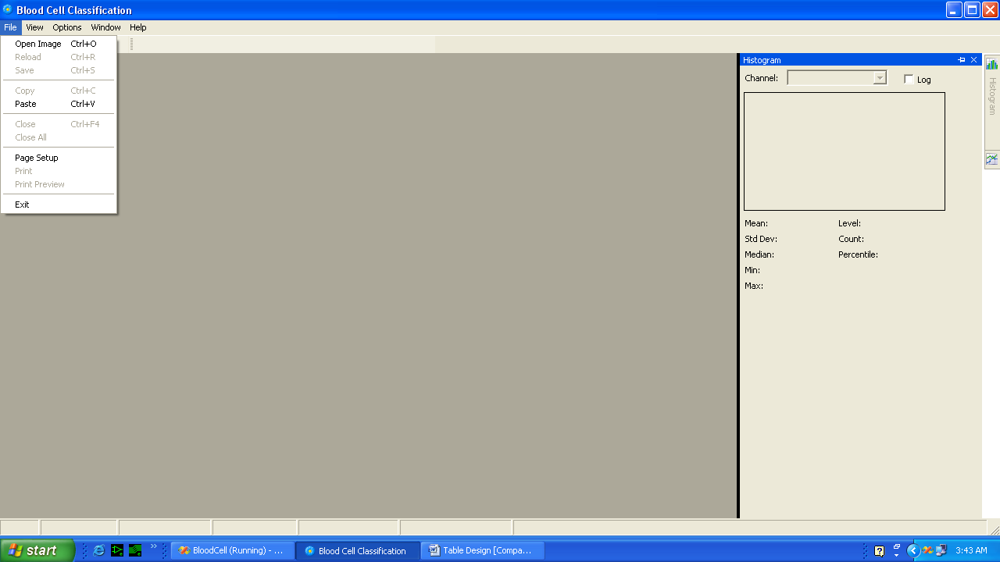 Blood Cell Classification
File View Options Window Help
Open Image Ctrl+O
Reload Ctrl+R
Save Ctrl+S
Copy Ctrl+C
Paste Ctrl+V
Close Ctrl+F4
Close All
Page Setup
Print
Print Preview
Exit
Histogram
Channel: Log
Mean: Level:
Std Dev: Count:
Median: Percentile:
Min:
Max:
Histogram
start BloodCell (Running) - ... Blood Cell Classification Table Design [Compa... 3:43 AM